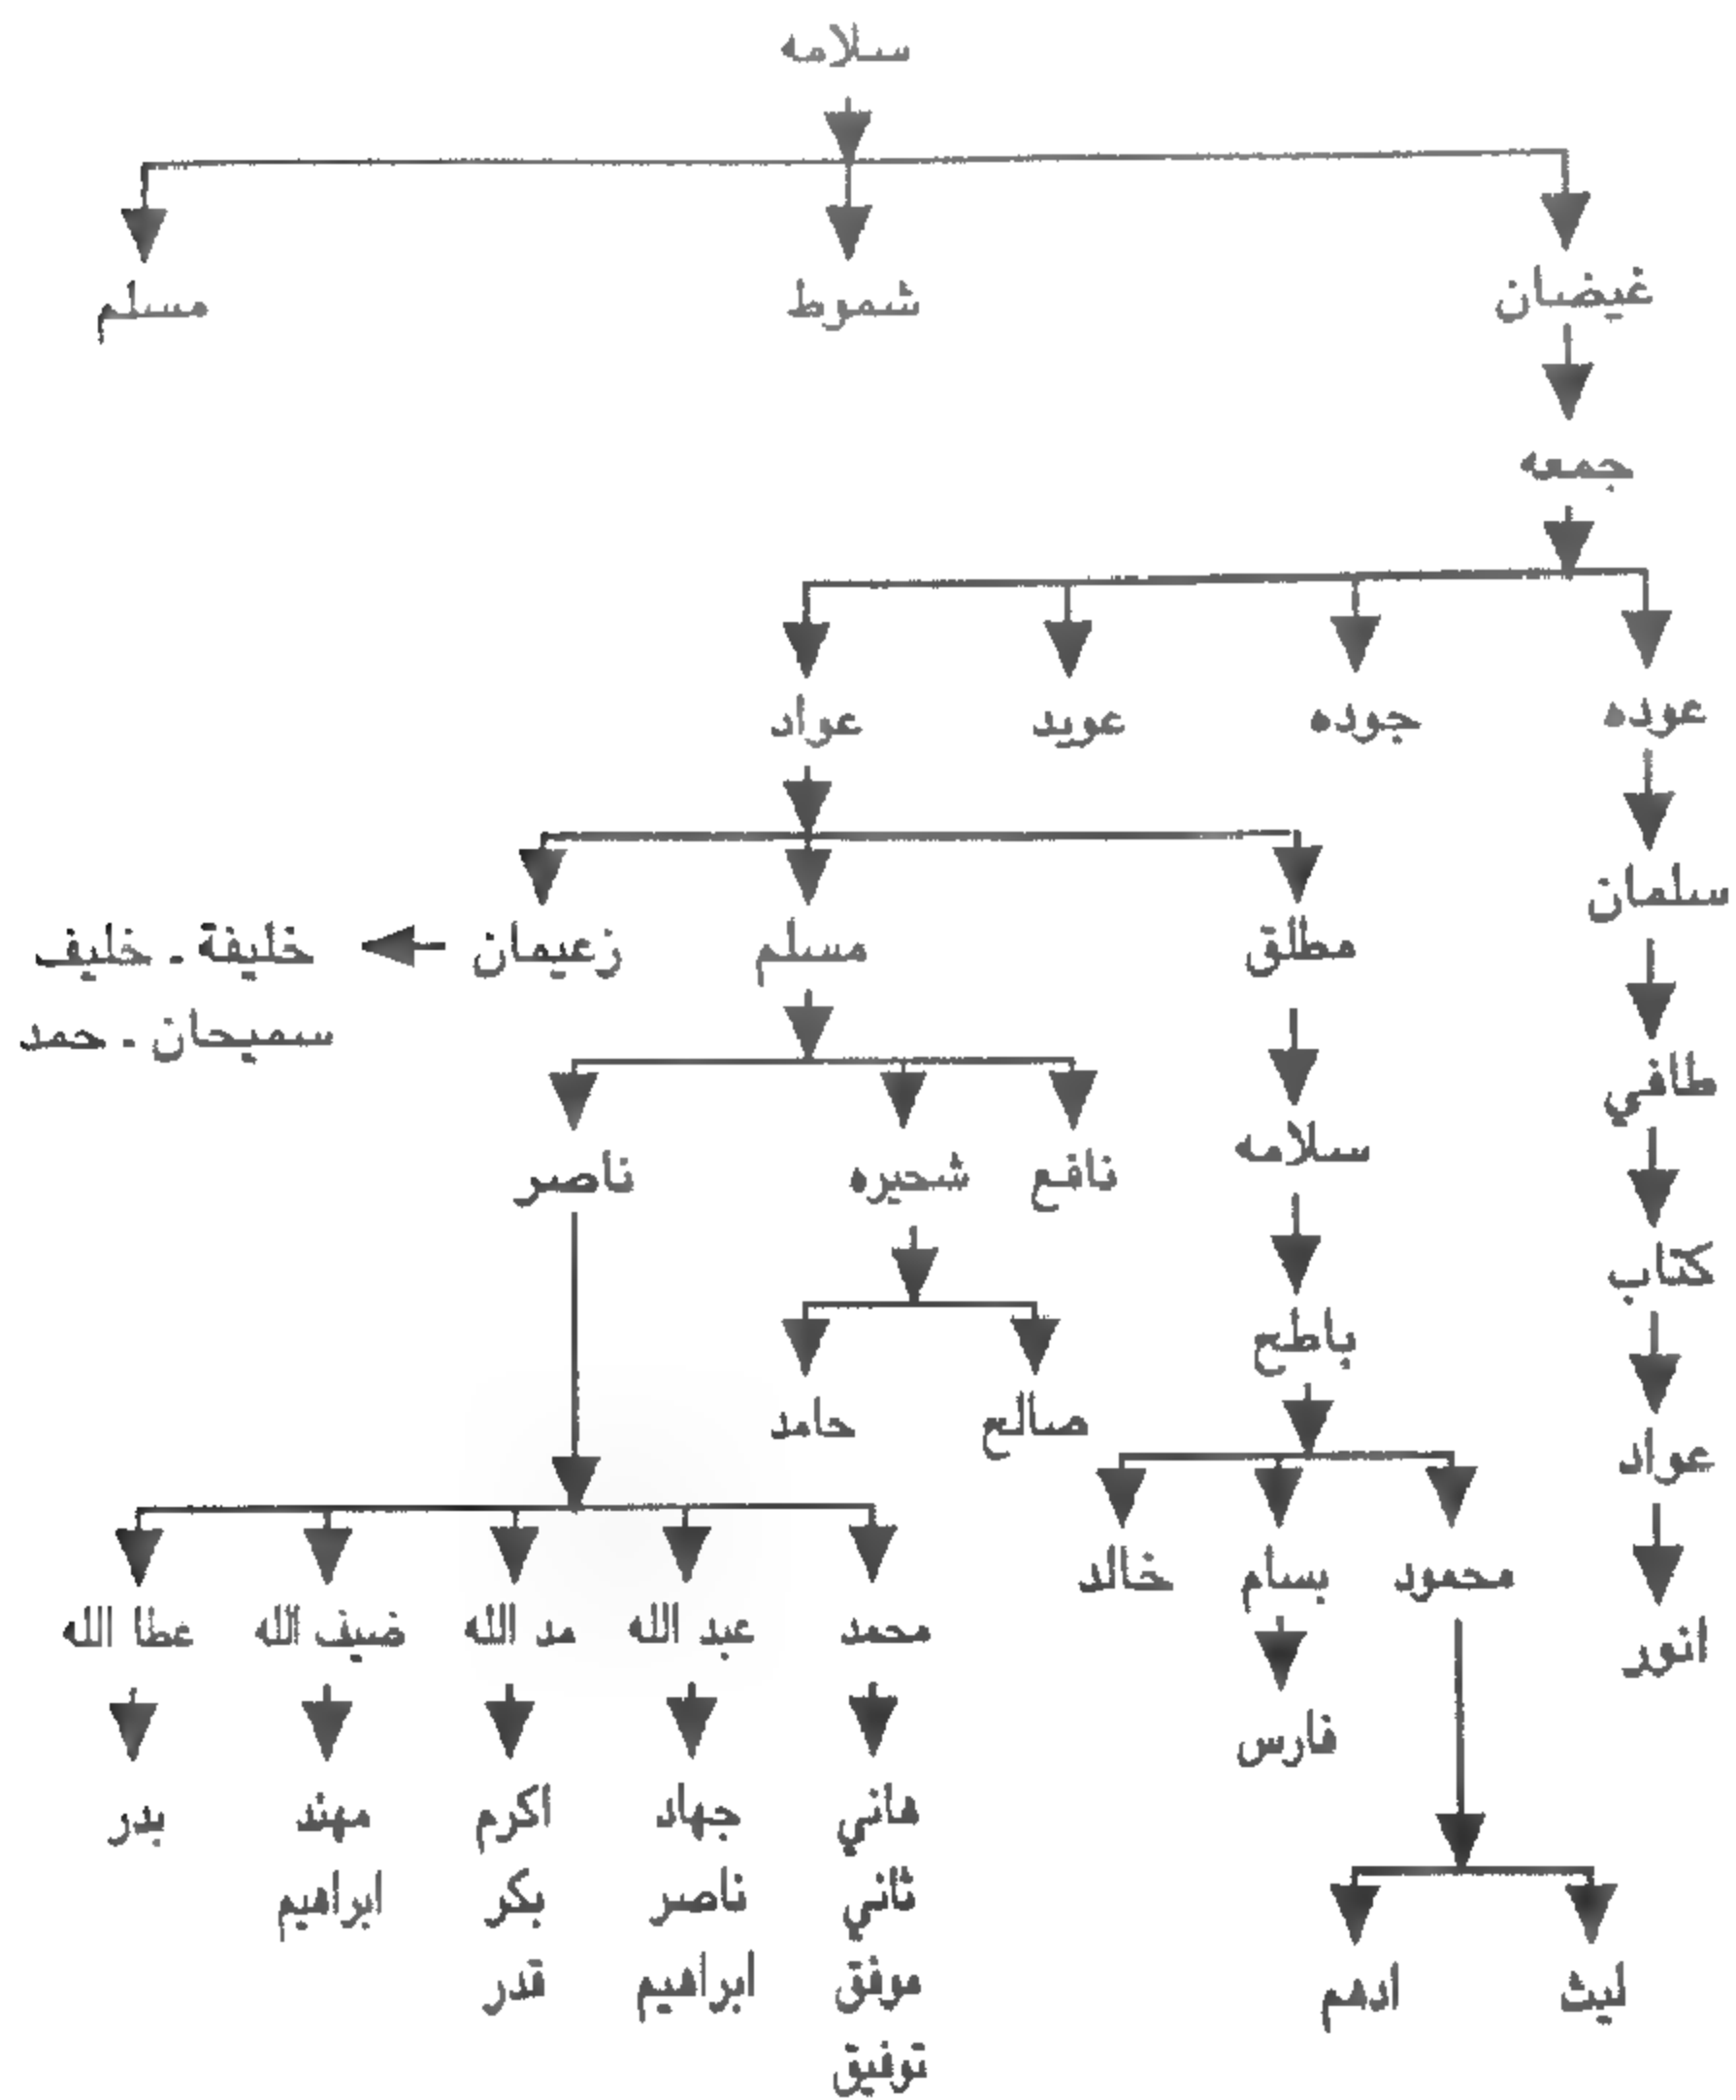 سلامه
غيضان شموط مسلم
جمعه
عوده جوده عويد عواد
سلمان
مطلق مسلم زعيمان خليفة - خليف
سميحان - حمد
طافي
سلامه
نافع شحيره ناصر
كتاب
باطح
صالح حامد
عواد
محمود بسام خالد
انور
محمد عبد الله مد الله ضيف الله عطا الله
فارس
هاني جهاد اكرم مهند بدر
ثاني ناصر بكر ابراهيم
ليث ادهم
موفق ابراهيم قدر
توفيق